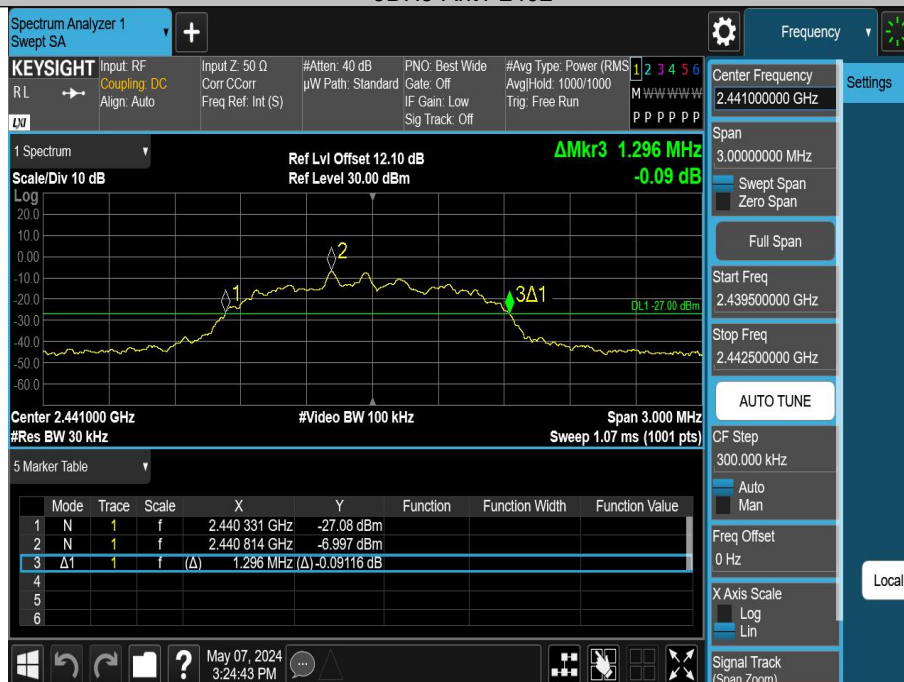 Spectrum Analyzer 1
Swept SA
+
Frequency
KEYSIGHT
RL
LXI
Input: RF
Coupling: DC
Align: Auto
Input Z: 50 Ω
Corr CCorr
Freq Ref: Int (S)
#Atten: 40 dB
µW Path: Standard
PNO: Best Wide
Gate: Off
IF Gain: Low
Sig Track: Off
#Avg Type: Power (RMS
Avg|Hold: 1000/1000
Trig: Free Run
1 2 3 4 5 6
M W W W W W
P P P P P P
Center Frequency
2.441000000 GHz
Settings
1 Spectrum
Scale/Div 10 dB
Ref Lvl Offset 12.10 dB
Ref Level 30.00 dBm
ΔMkr3 1.296 MHz
-0.09 dB
Span
3.00000000 MHz
Swept Span
Zero Span
Log
20.0
10.0
0.00
-10.0
-20.0
-30.0
-40.0
-50.0
-60.0
1
2
3Δ1
DL1 -27.00 dBm
Full Span
Start Freq
2.439500000 GHz
Stop Freq
2.442500000 GHz
AUTO TUNE
Center 2.441000 GHz
#Video BW 100 kHz
Span 3.000 MHz
#Res BW 30 kHz
Sweep 1.07 ms (1001 pts)
CF Step
300.000 kHz
Auto
Man
5 Marker Table
Mode Trace Scale X Y Function Function Width Function Value
1 N 1 f 2.440 331 GHz -27.08 dBm
2 N 1 f 2.440 814 GHz -6.997 dBm
3 Δ1 1 f (Δ) 1.296 MHz (Δ) -0.09116 dB
4
5
6
Freq Offset
0 Hz
Local
X Axis Scale
Log
Lin
Signal Track
(Span Zoom)
?
May 07, 2024
3:24:43 PM